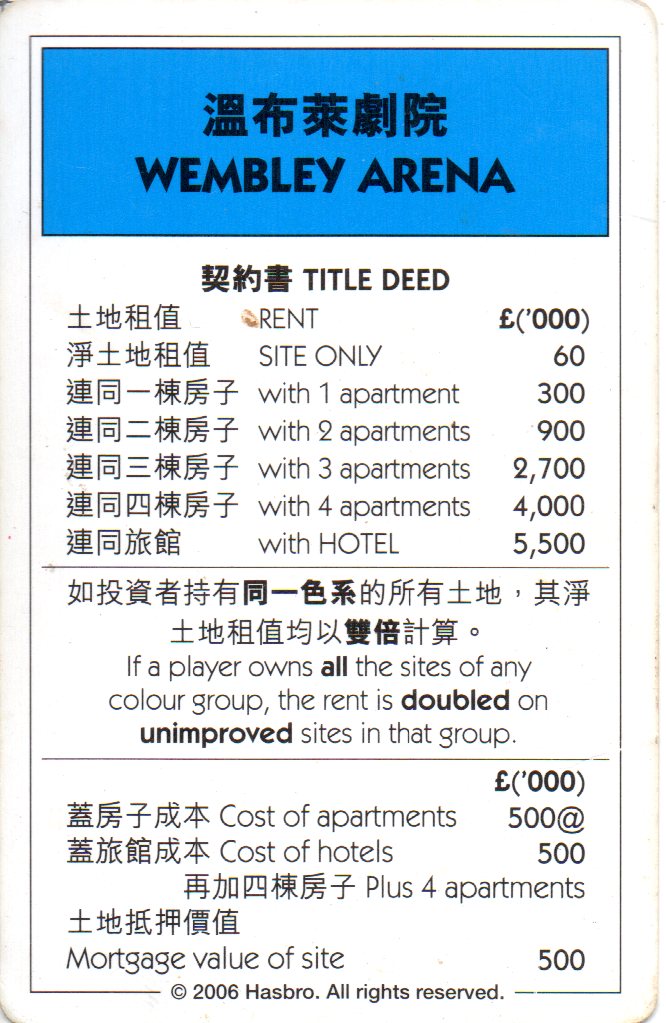 溫布萊劇院
WEMBLEY ARENA
契約書 TITLE DEED
土地租值 RENT £('000)
淨土地租值 SITE ONLY 60
連同一棟房子 with 1 apartment 300
連同二棟房子 with 2 apartments 900
連同三棟房子 with 3 apartments 2,700
連同四棟房子 with 4 apartments 4,000
連同旅館 with HOTEL 5,500
如投資者持有同一色系的所有土地，其淨
土地租值均以雙倍計算。
If a player owns all the sites of any
colour group, the rent is doubled on
unimproved sites in that group.
£('000)
蓋房子成本 Cost of apartments 500@
蓋旅館成本 Cost of hotels 500
再加四棟房子 Plus 4 apartments
土地抵押價值
Mortgage value of site 500
© 2006 Hasbro. All rights reserved.